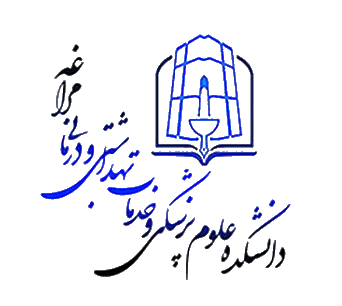 دانشکده علوم پزشکی و خدمات بهداشتی و درمانی مراغه